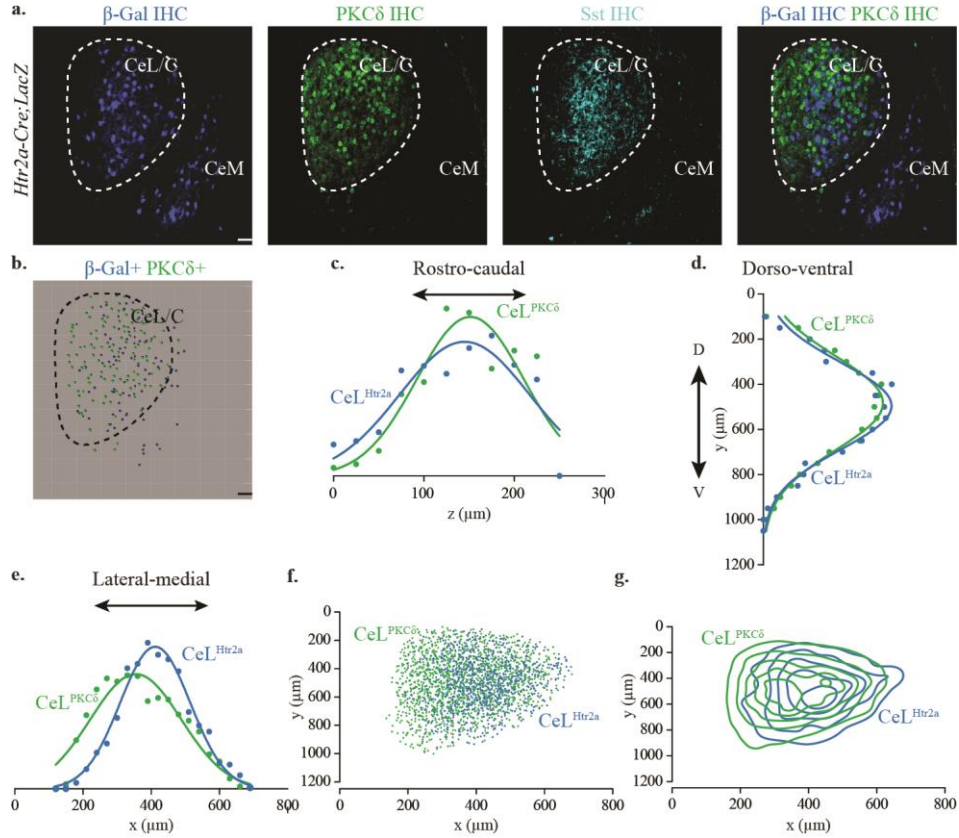 a.
β-Gal IHC
PKCδ IHC
Sst IHC
β-Gal IHC PKCδ IHC
Htr2a-Cre;LacZ
CeL/C
CeM
CeL/C
CeM
CeL/C
CeM
CeL/C
CeM
b.
β-Gal+ PKCδ+
CeL/C
c.
Rostro-caudal
CeL^PKCδ
CeL^Htr2a
0
100
200
300
z (μm)
d.
Dorso-ventral
0
200
400
600
800
1000
1200
y (μm)
D
V
CeL^PKCδ
CeL^Htr2a
e.
Lateral-medial
CeL^Htr2a
CeL^PKCδ
0
200
400
600
800
x (μm)
f.
0
200
400
600
800
1000
1200
y (μm)
CeL^PKCδ
CeL^Htr2a
0
200
400
600
800
x (μm)
g.
0
200
400
600
800
1000
1200
y (μm)
CeL^PKCδ
CeL^Htr2a
0
200
400
600
800
x (μm)